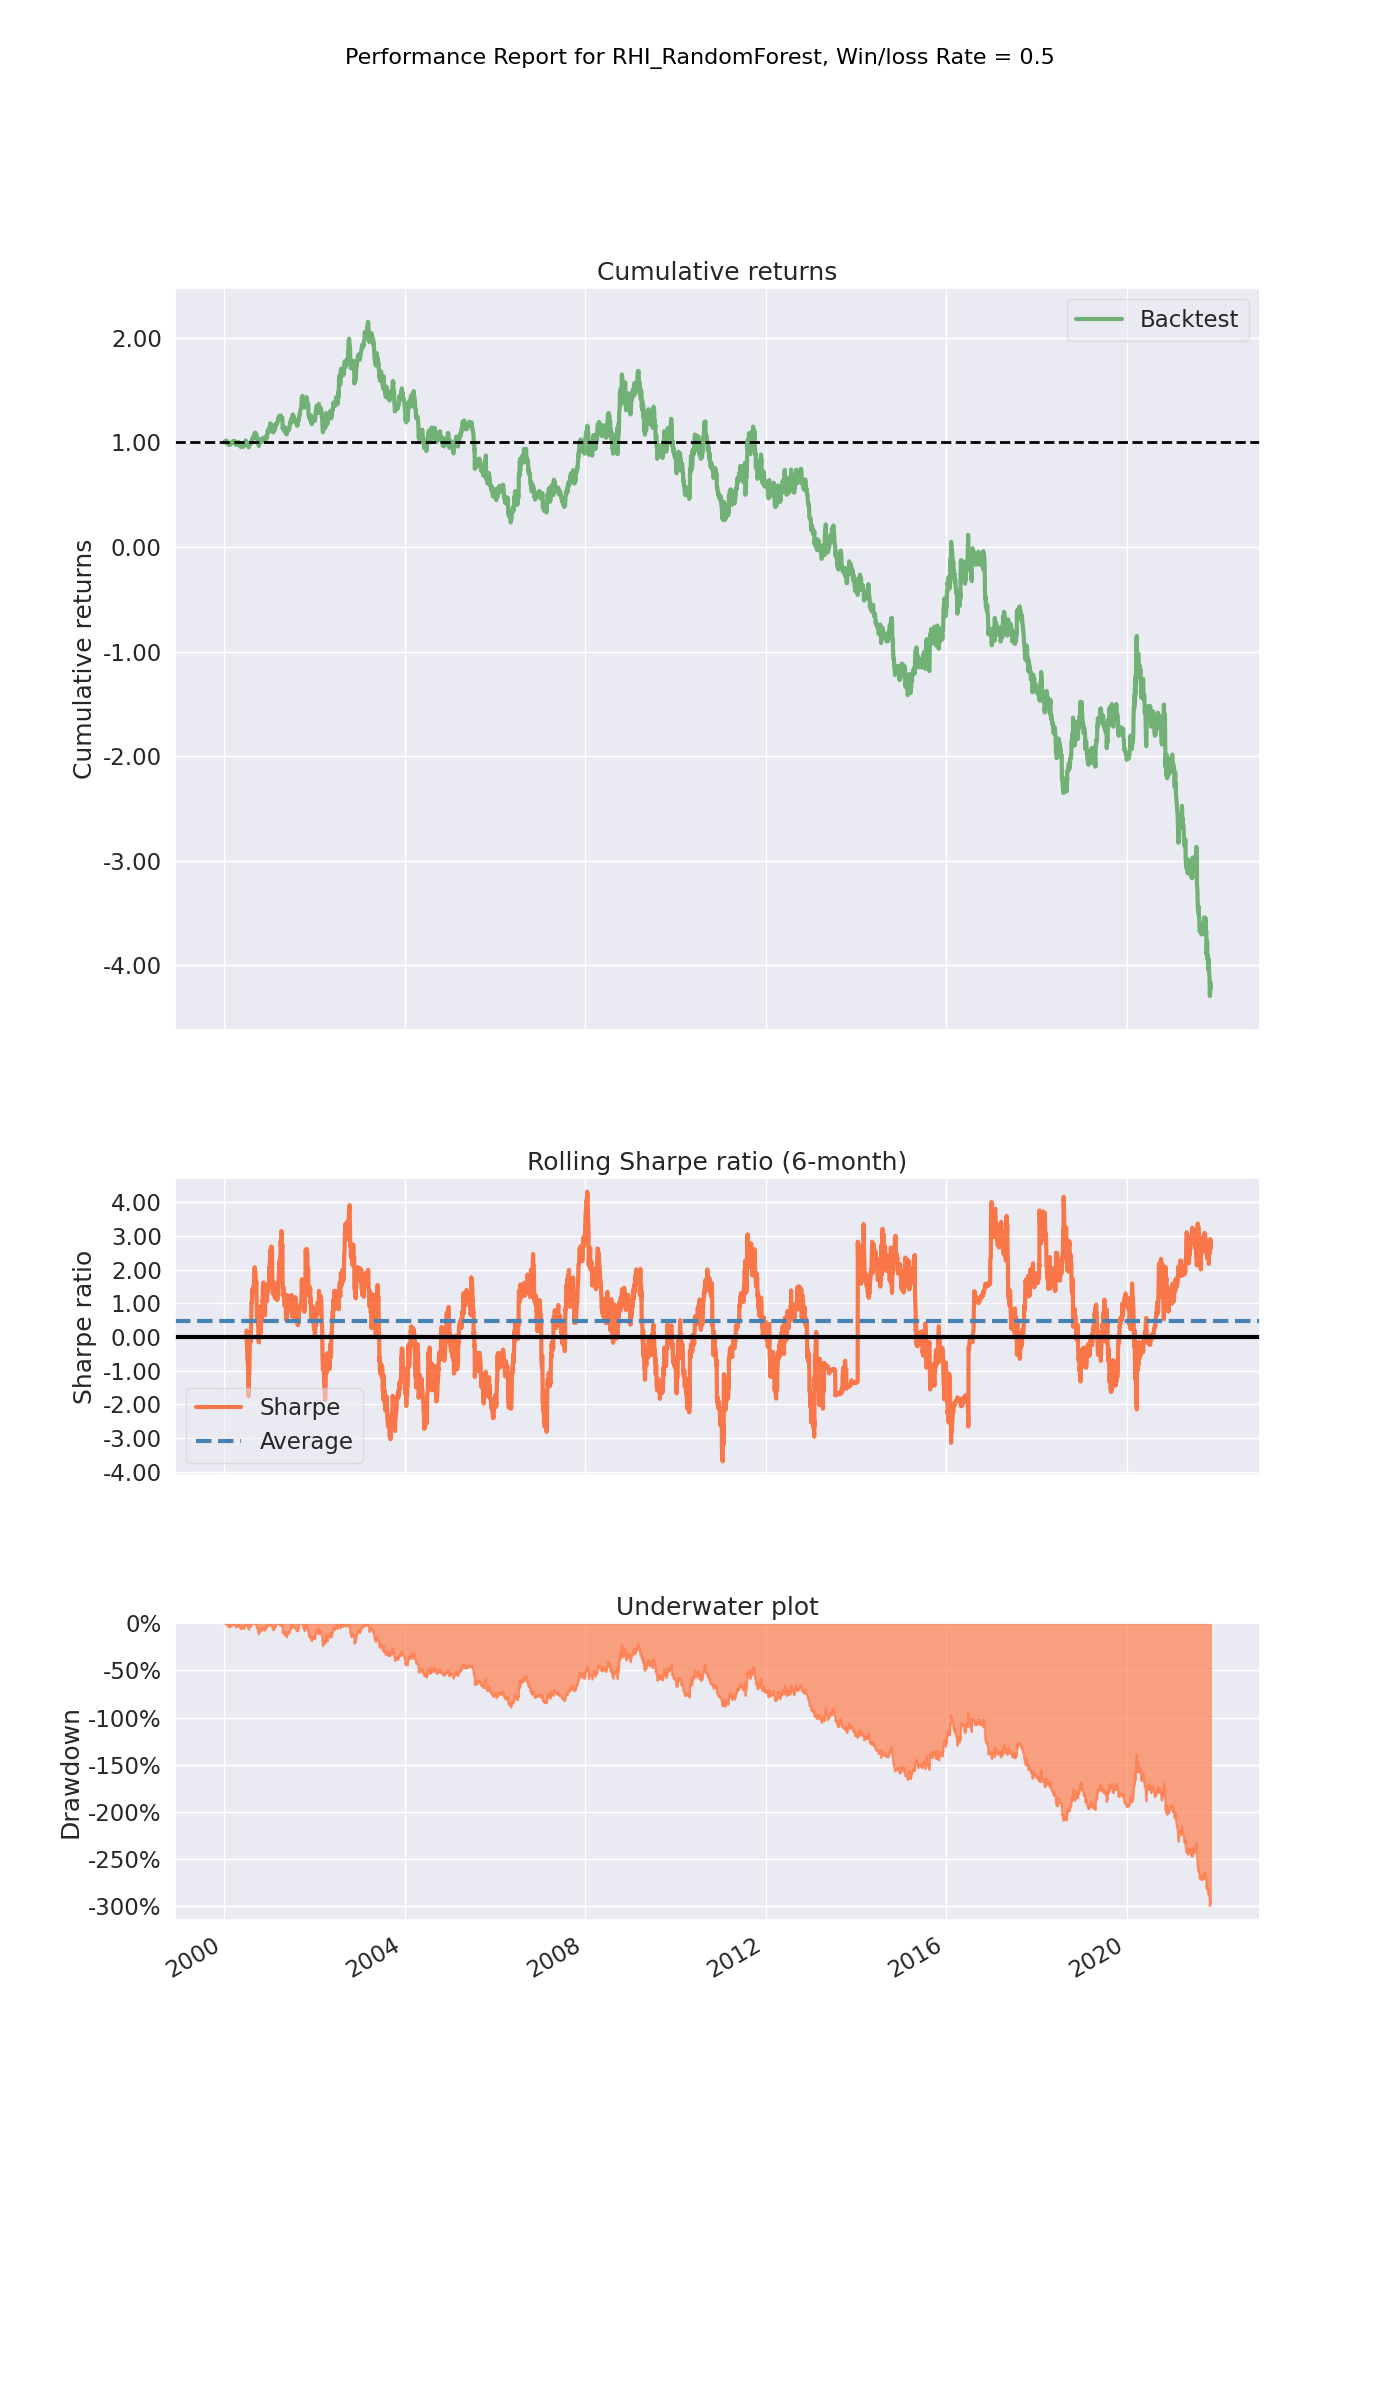 Performance Report for RHI_RandomForest, Win/loss Rate = 0.5
Cumulative returns
Backtest
2.00
1.00
0.00
-1.00
-2.00
-3.00
-4.00
Cumulative returns
Rolling Sharpe ratio (6-month)
4.00
3.00
2.00
1.00
0.00
-1.00
-2.00
-3.00
-4.00
Sharpe ratio
Sharpe
Average
Underwater plot
0%
-50%
-100%
-150%
-200%
-250%
-300%
Drawdown
2000
2004
2008
2012
2016
2020